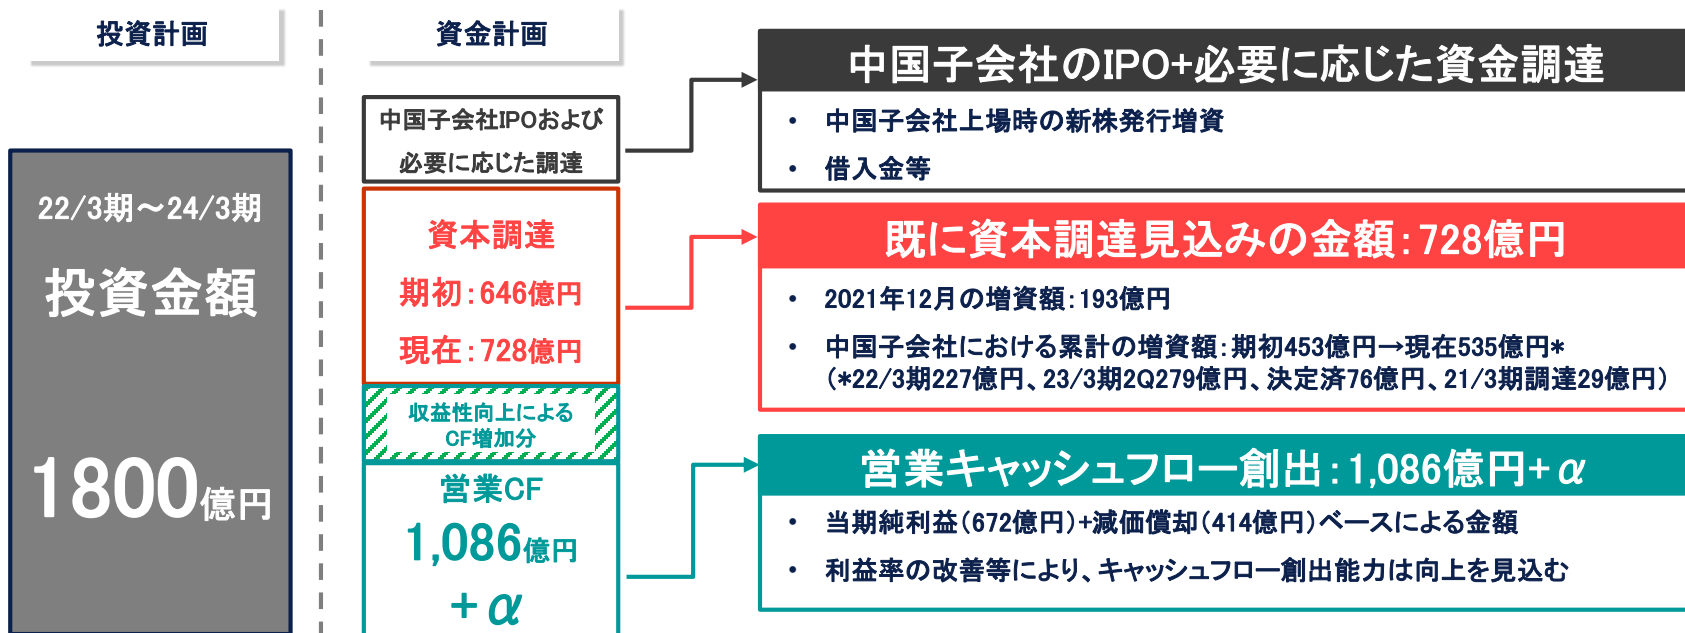 投資計画
22/3期～24/3期
投資金額
1800億円
資金計画
中国子会社IPOおよび
必要に応じた調達
資本調達
期初：646億円
現在：728億円
収益性向上による
CF増加分
営業CF
1,086億円
+α
中国子会社のIPO+必要に応じた資金調達
• 中国子会社上場時の新株発行増資
• 借入金等
既に資本調達見込みの金額：728億円
• 2021年12月の増資額：193億円
• 中国子会社における累計の増資額：期初453億円→現在535億円*
（*22/3期227億円、23/3期2Q279億円、決定済76億円、21/3期調達29億円）
営業キャッシュフロー創出：1,086億円+α
• 当期純利益（672億円）+減価償却（414億円）ベースによる金額
• 利益率の改善等により、キャッシュフロー創出能力は向上を見込む